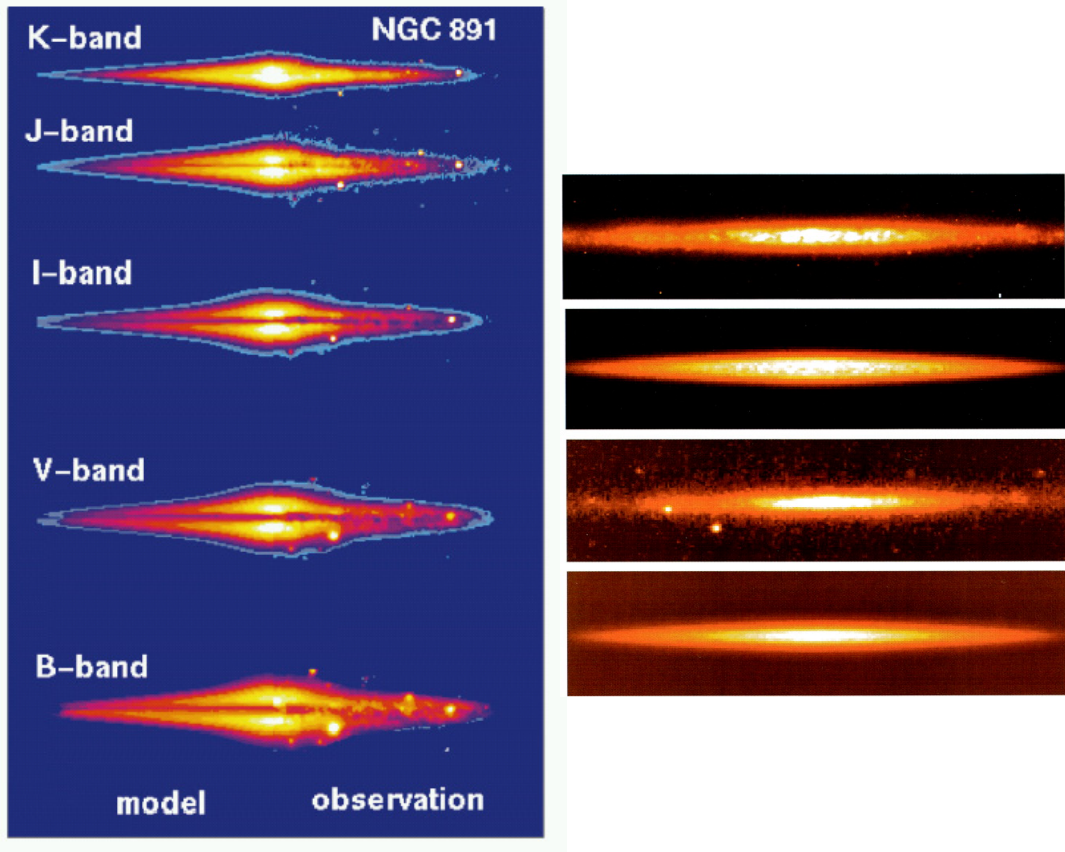 K-band
NGC 891
J-band
I-band
V-band
B-band
model
observation